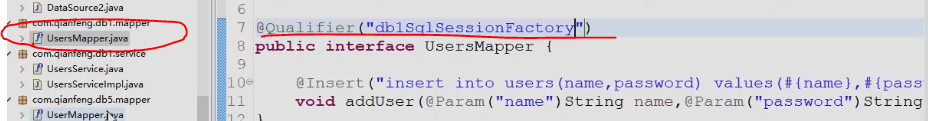 DataSource2.java
com.qianfeng.db1.mapper
UsersMapper.java
com.qianfeng.db1.service
UsersService.java
UsersServiceImpl.java
com.qianfeng.db5.mapper
UserMapper.java
6
7 @Qualifier("db1SqlSessionFactory")
8 public interface UsersMapper {
9
10 @Insert("insert into users(name,password) values(#{name},#{pass
11 void addUser(@Param("name")String name,@Param("password")String
12 }